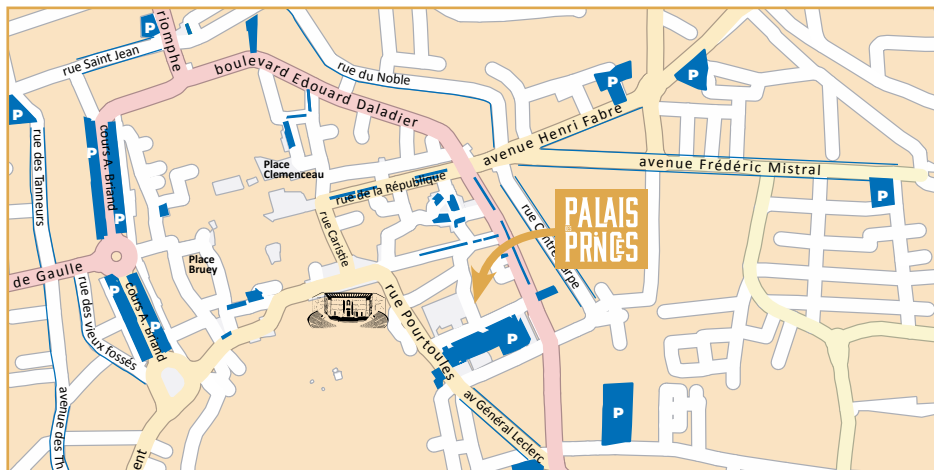 P
riomphe
rue Saint Jean
boulevard Edouard Daladier
rue du Noble
P
P
avenue Henri Fabre
P
rue des Tanneurs
cours A. Briand
P
P
Place
Clemenceau
rue de la République
avenue Frédéric Mistral
P
rue Caristie
PALAIS
PRINCES
de Gaulle
Place
Bruey
rue des vieux fossés
P
cours A. Briand
P
rue Pourtoules
P
av Général Leclerc
P
avenue des Th
ent